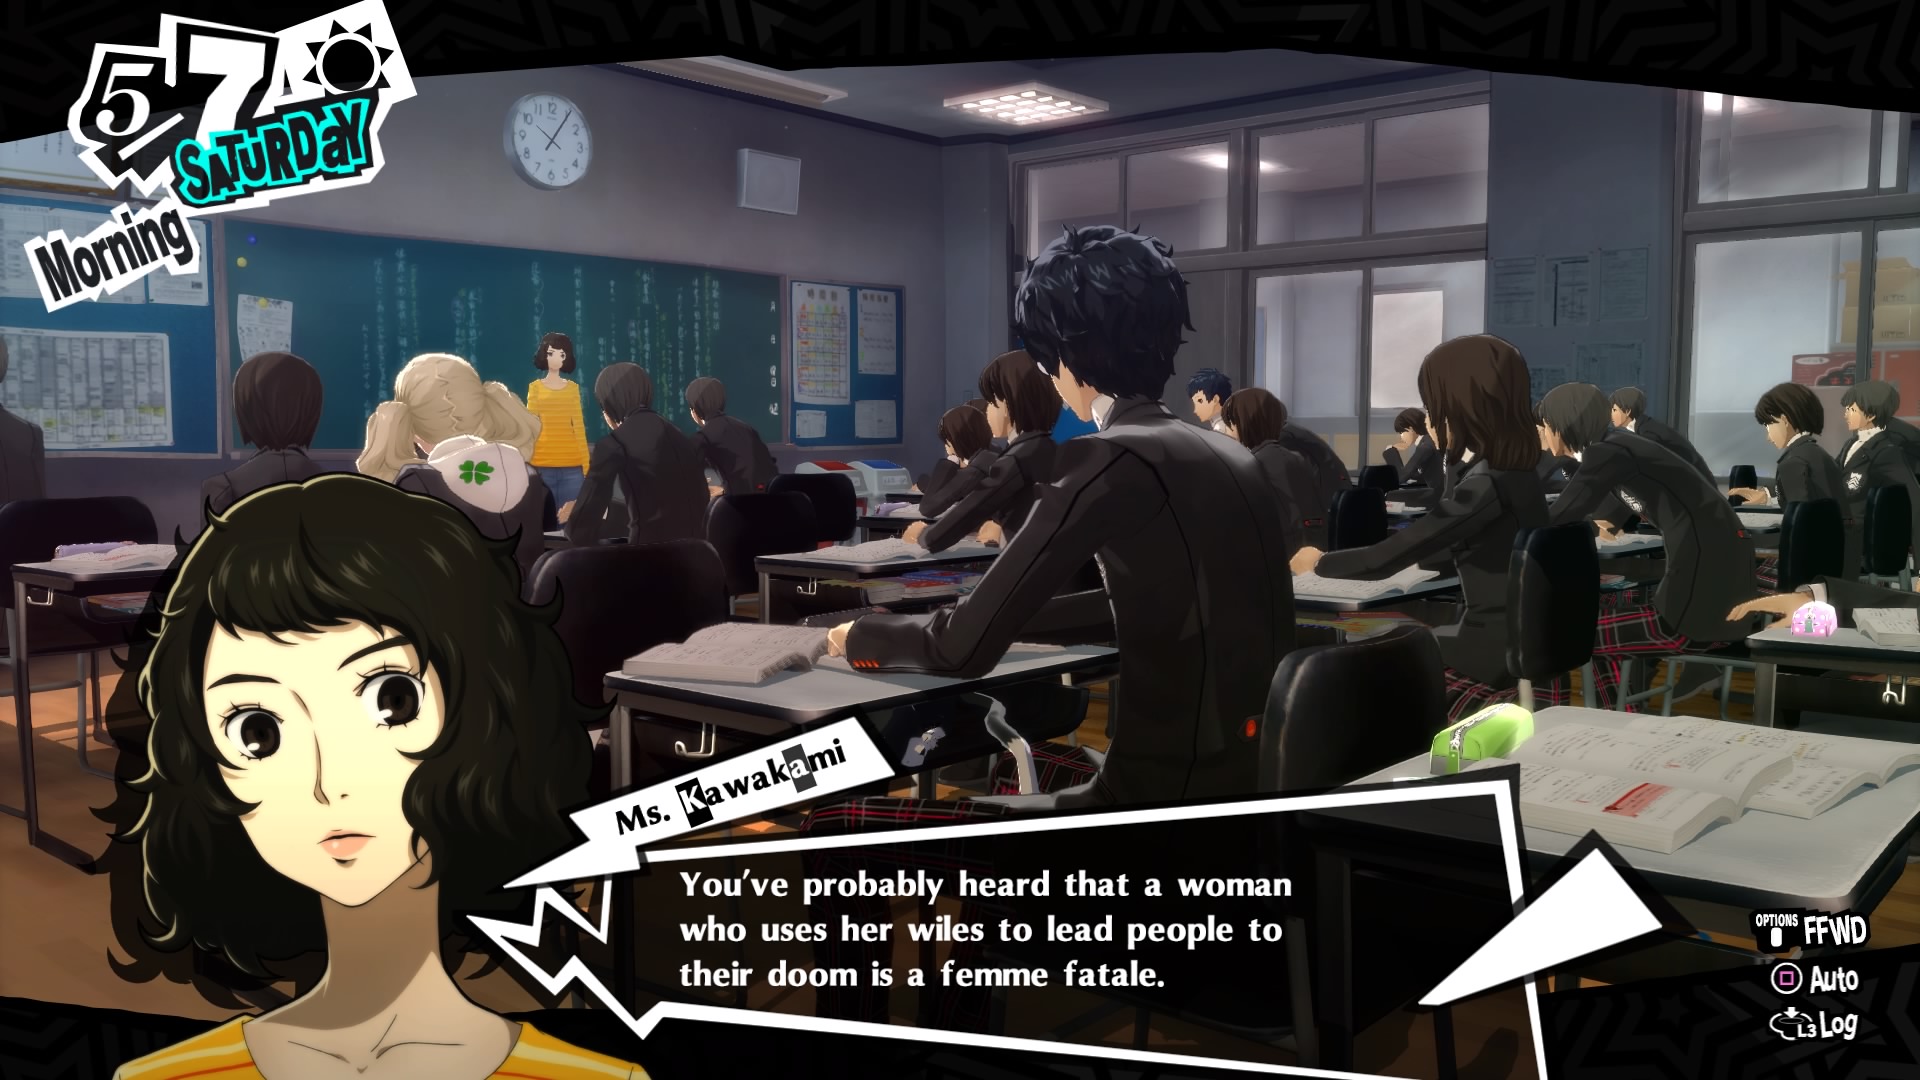 5/7
SATURDAY
Morning
Ms. Kawakami
You've probably heard that a woman
who uses her wiles to lead people to
their doom is a femme fatale.
OPTIONS FFWD
Auto
L3 Log